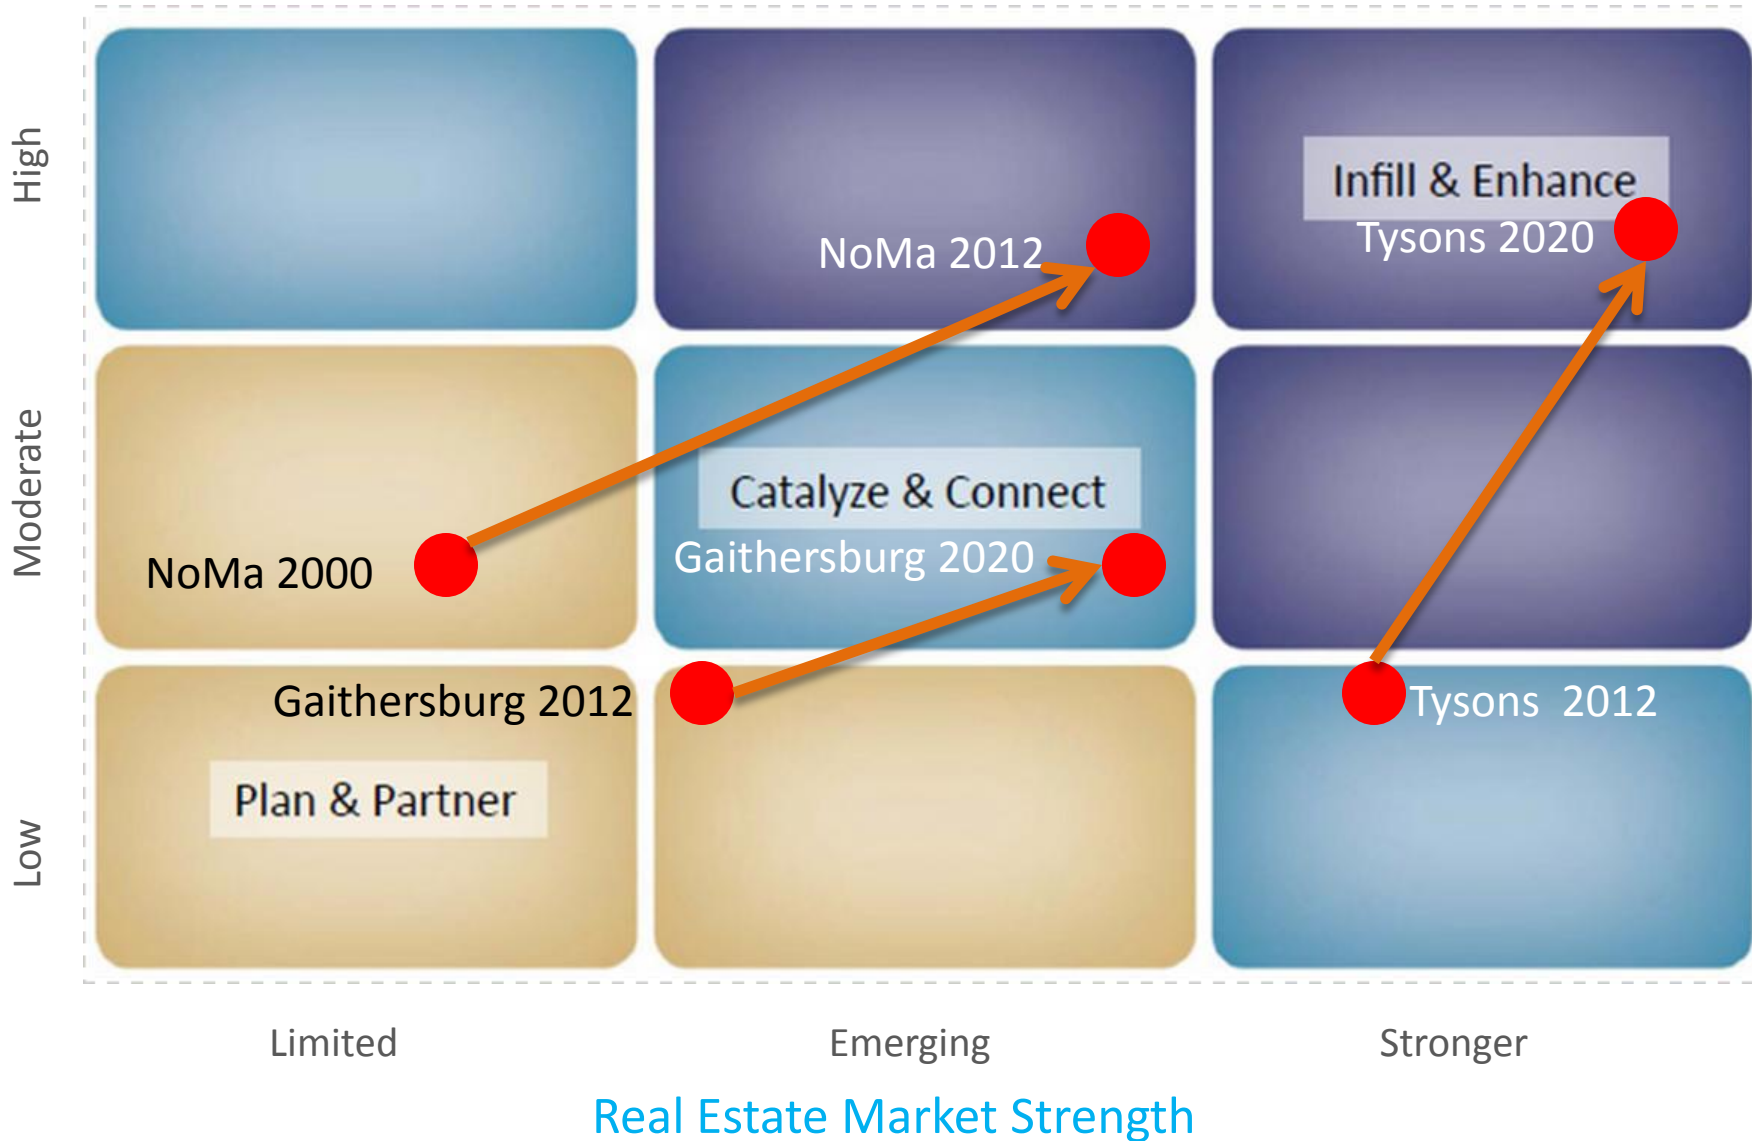 High
Infill & Enhance
NoMa 2012
Tysons 2020
Moderate
Catalyze & Connect
NoMa 2000
Gaithersburg 2020
Gaithersburg 2012
Tysons  2012
Low
Plan & Partner
Limited
Emerging
Stronger
Real Estate Market Strength